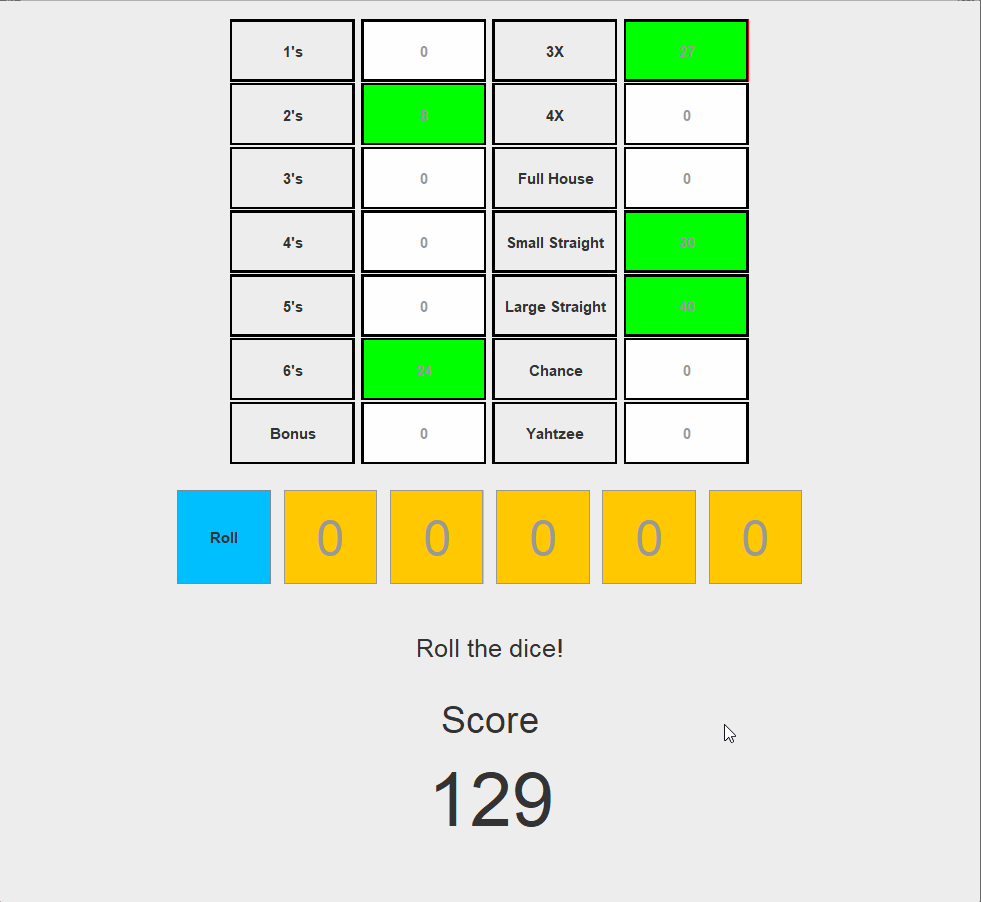 1's 0 3X 27
2's 8 4X 0
3's 0 Full House 0
4's 0 Small Straight 30
5's 0 Large Straight 40
6's 24 Chance 0
Bonus 0 Yahtzee 0
Roll 0 0 0 0 0
Roll the dice!
Score
129